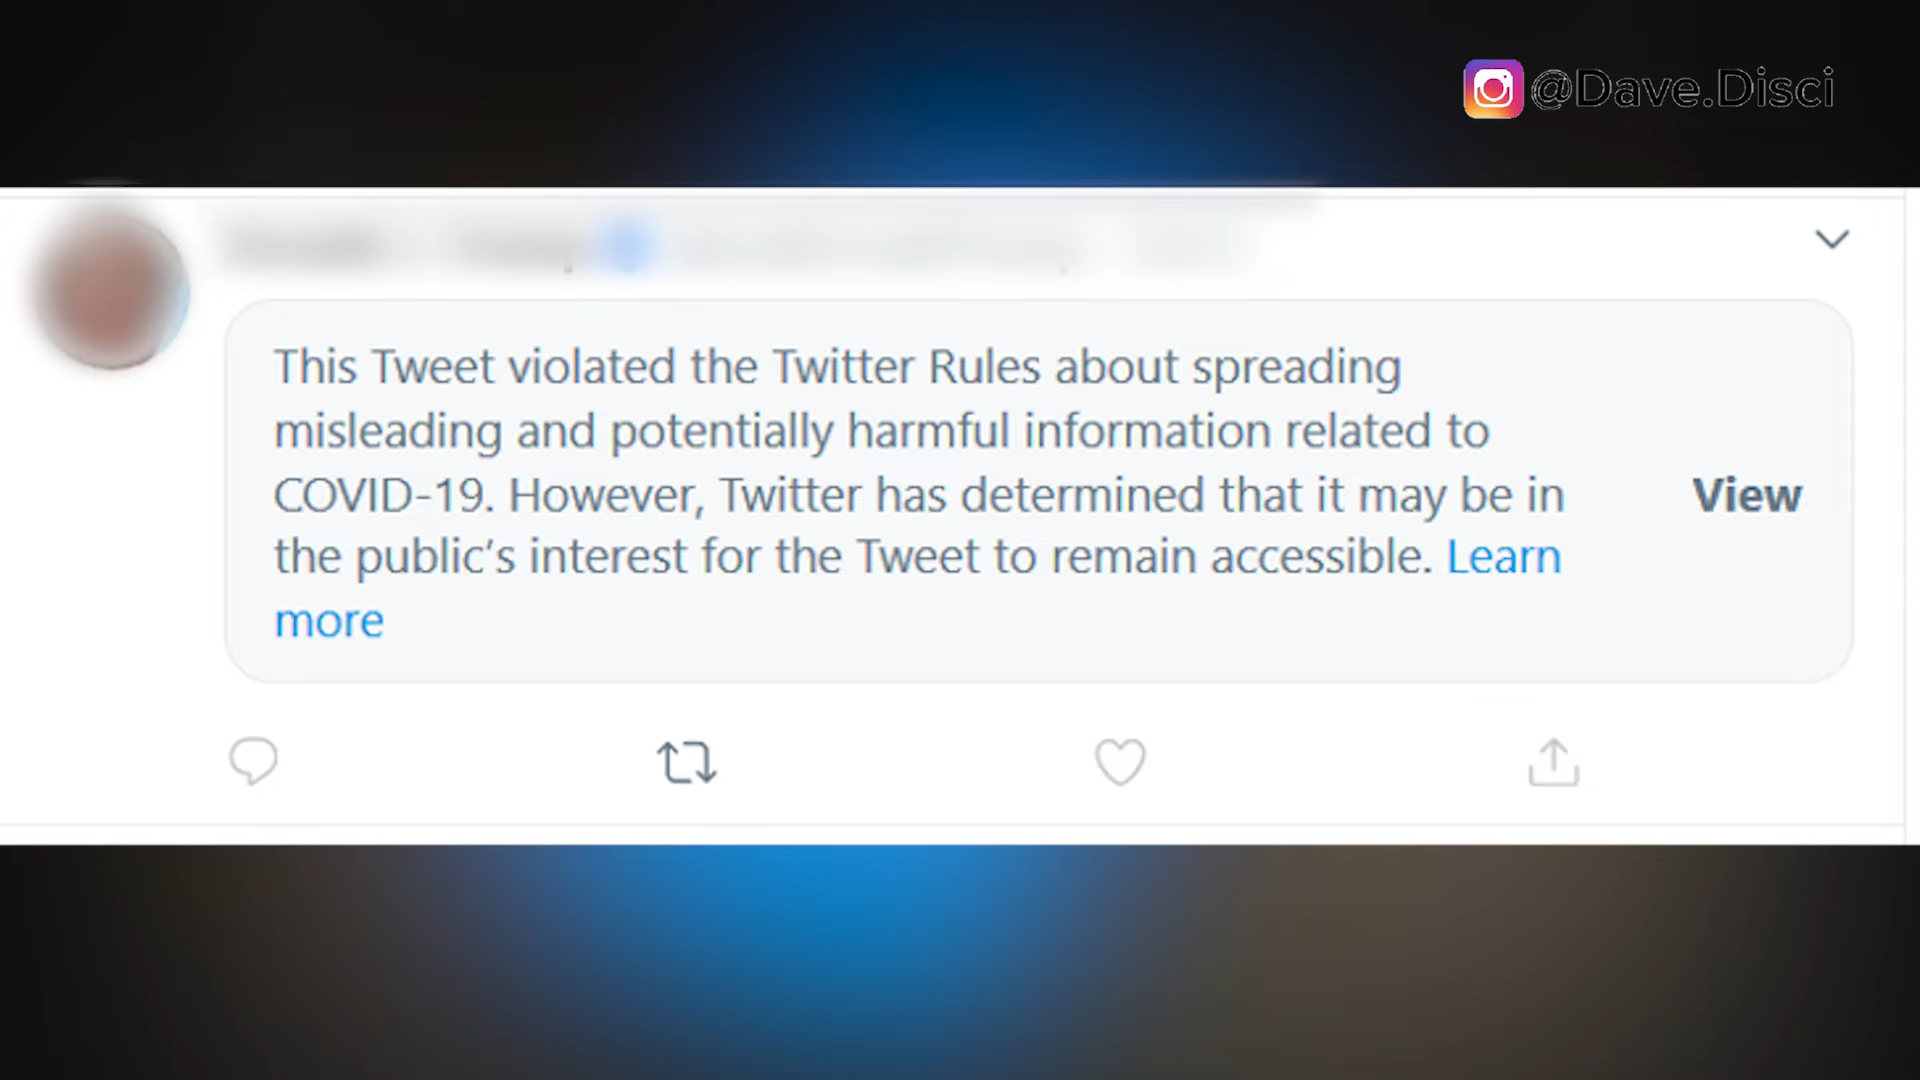 @Dave.Disci
This Tweet violated the Twitter Rules about spreading
misleading and potentially harmful information related to
COVID-19. However, Twitter has determined that it may be in
the public’s interest for the Tweet to remain accessible. Learn
more
View